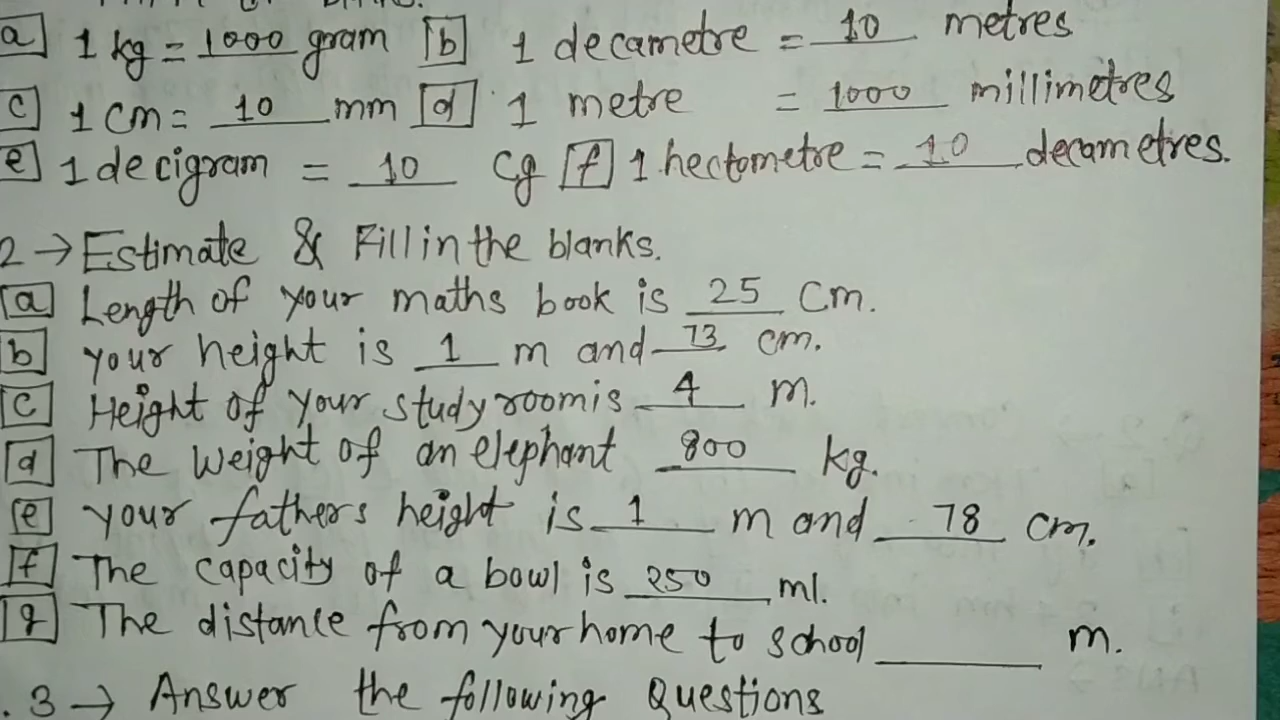 BLANKS.
a 1 kg = 1000 gram b 1 decametre = 10 metres
c 1 cm = 10 mm d 1 metre = 1000 millimetres
e 1 decigram = 10 Cg f 1 hectometre = 10 decametres.
2 → Estimate & Fill in the blanks.
a Length of your maths book is 25 Cm.
b your height is 1 m and 73 cm.
c Height of your study room is 4 m.
d The weight of an elephant 800 kg.
e your fathers height is 1 m and 78 cm.
f The capacity of a bowl is 250 ml.
g The distance from your home to school ____ m.
. 3 → Answer the following Questions